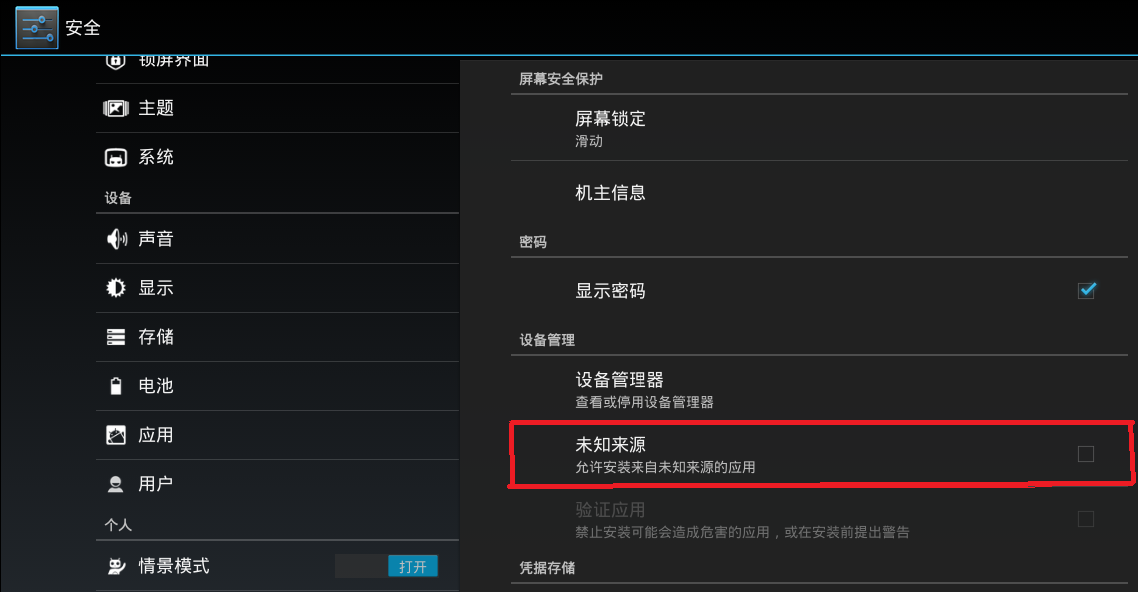 安全
锁屏界面
主题
系统
设备
声音
显示
存储
电池
应用
用户
个人
情景模式
打开
屏幕安全保护
屏幕锁定
滑动
机主信息
密码
显示密码
设备管理
设备管理器
查看或停用设备管理器
未知来源
允许安装来自未知来源的应用
验证应用
禁止安装可能会造成危害的应用，或在安装前提出警告
凭据存储